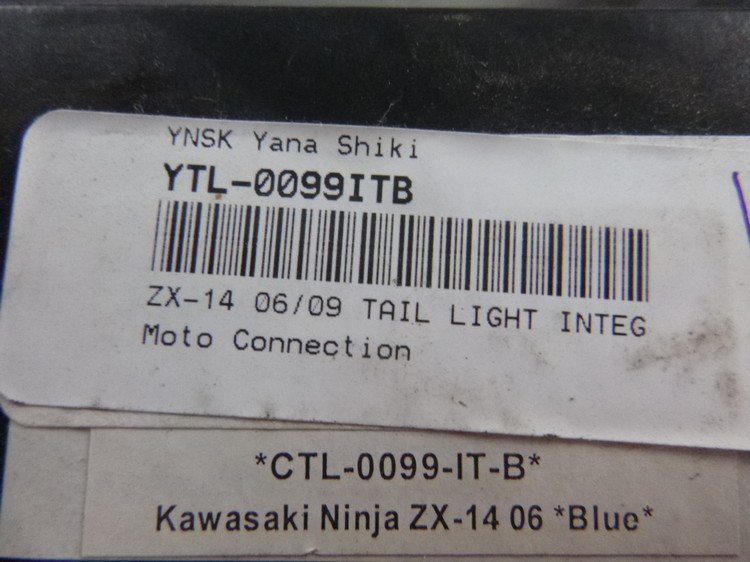 YNSK Yana Shiki
YTL-0099ITB
ZX-14 06/09 TAIL LIGHT INTEG
Moto Connection
*CTL-0099-IT-B*
Kawasaki Ninja ZX-14 06 *Blue*